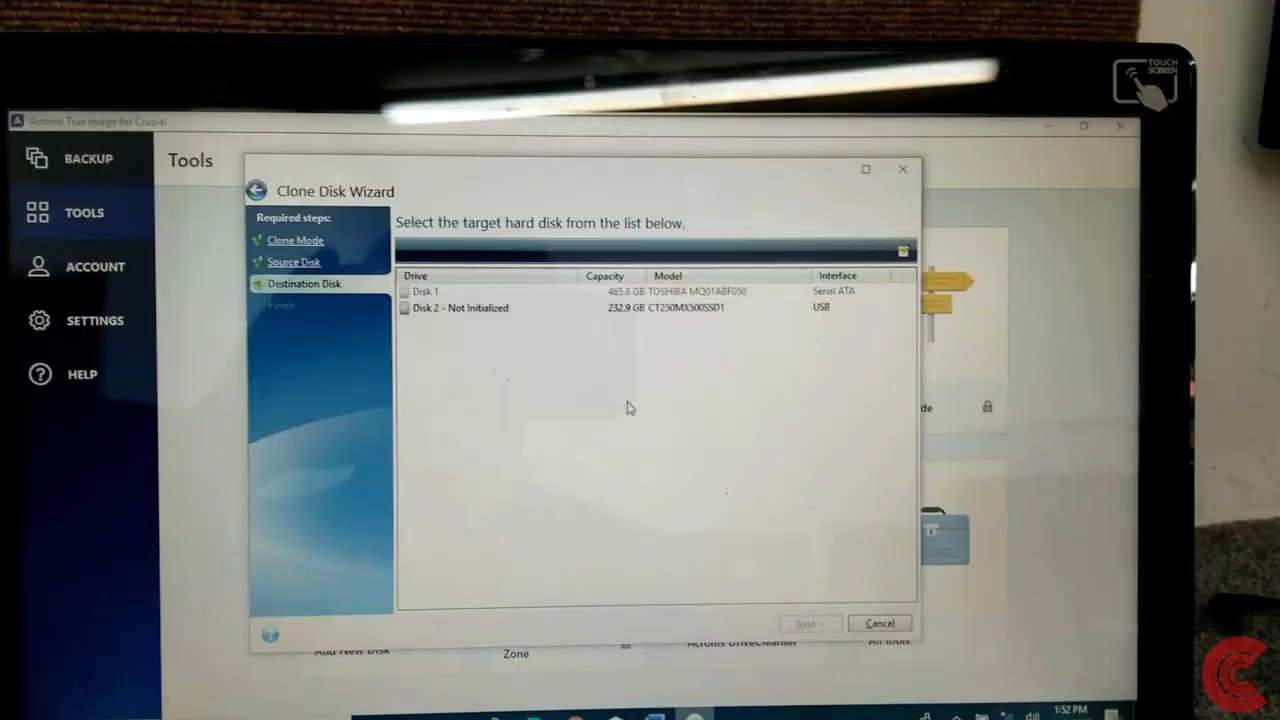 TOUCH
SCREEN
Acronis True Image for Crucial
BACKUP
TOOLS
ACCOUNT
SETTINGS
HELP
Tools
Clone Disk Wizard
Required steps:
Clone Mode
Source Disk
Destination Disk
Finish
Select the target hard disk from the list below.
Drive Capacity Model Interface
Disk 1 465.8 GB TOSHIBA MQ01ABF050 Serial ATA
Disk 2 - Not Initialized 232.9 GB CT250MX500SSD1 USB
de
Next > Cancel
Add New Disk
Zone
Acronis DriveCleanser
All tools
1:52 PM